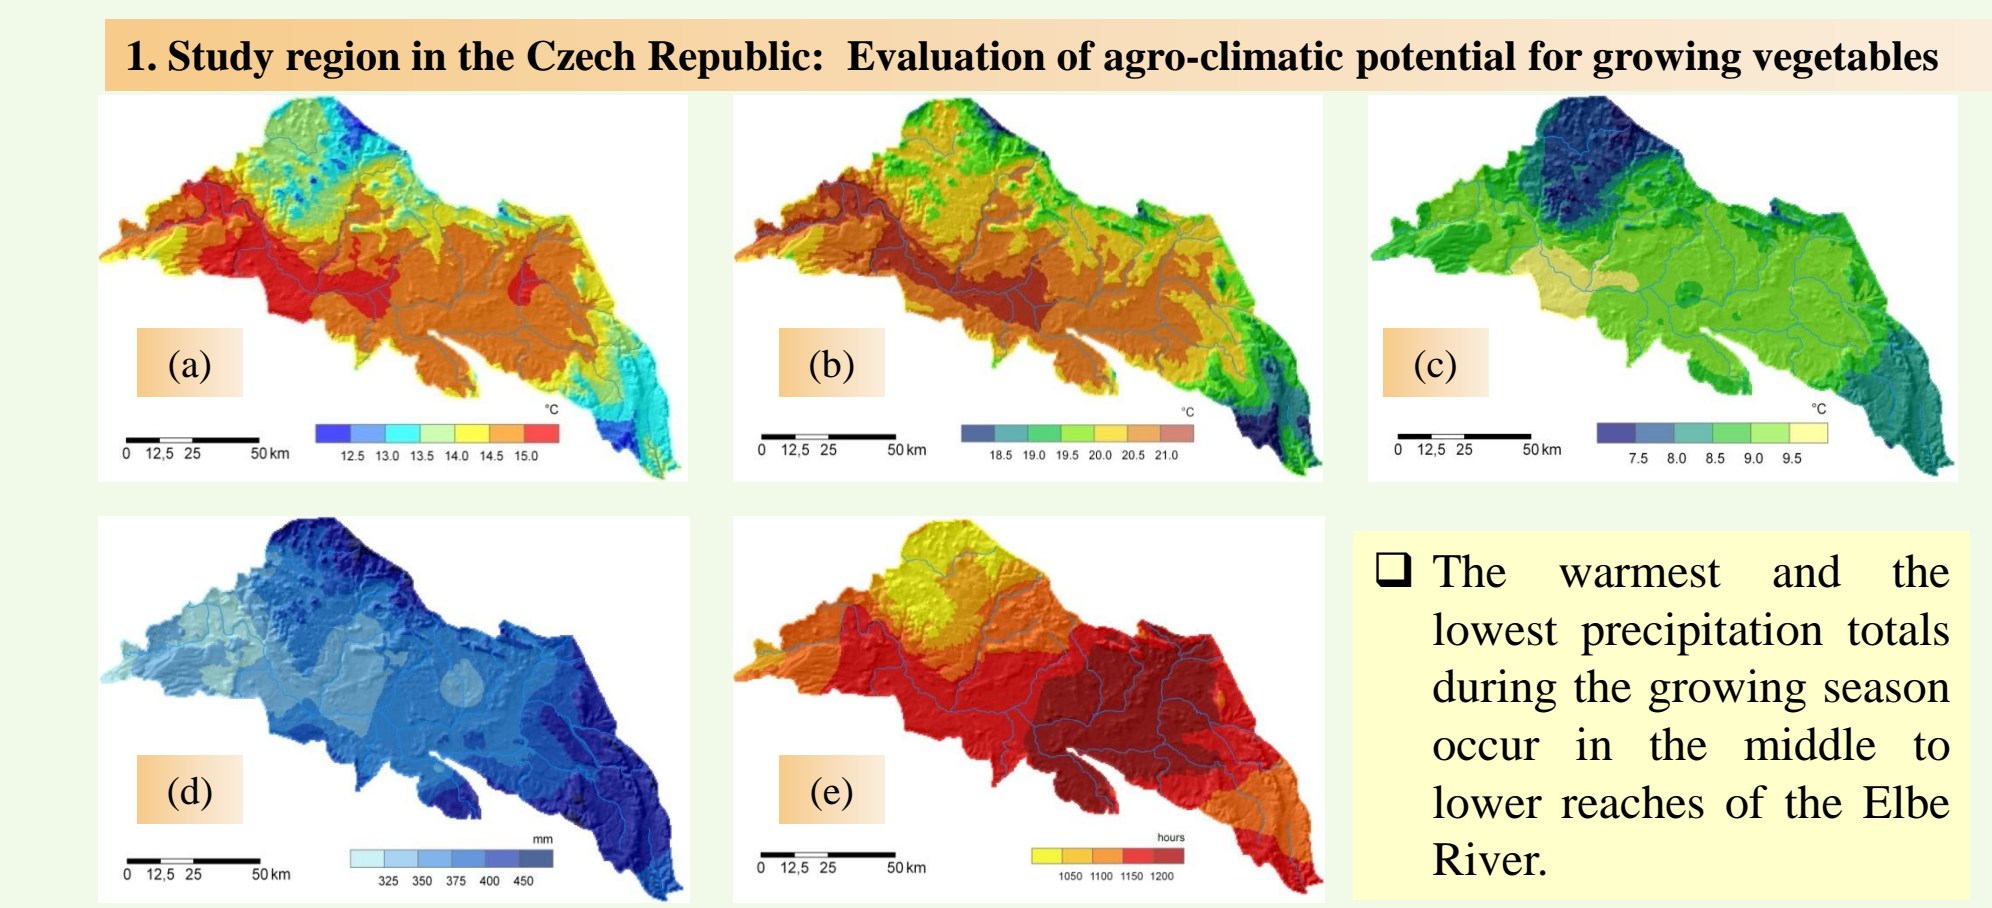 1. Study region in the Czech Republic: Evaluation of agro-climatic potential for growing vegetables
(a)
°C
0 12,5 25 50 km
12.5 13.0 13.5 14.0 14.5 15.0
(b)
°C
0 12,5 25 50 km
18.5 19.0 19.5 20.0 20.5 21.0
(c)
°C
0 12,5 25 50 km
7.5 8.0 8.5 9.0 9.5
(d)
mm
0 12,5 25 50 km
325 350 375 400 450
(e)
hours
0 12,5 25 50 km
1050 1100 1150 1200
The warmest and the
lowest precipitation totals
during the growing season
occur in the middle to
lower reaches of the Elbe
River.